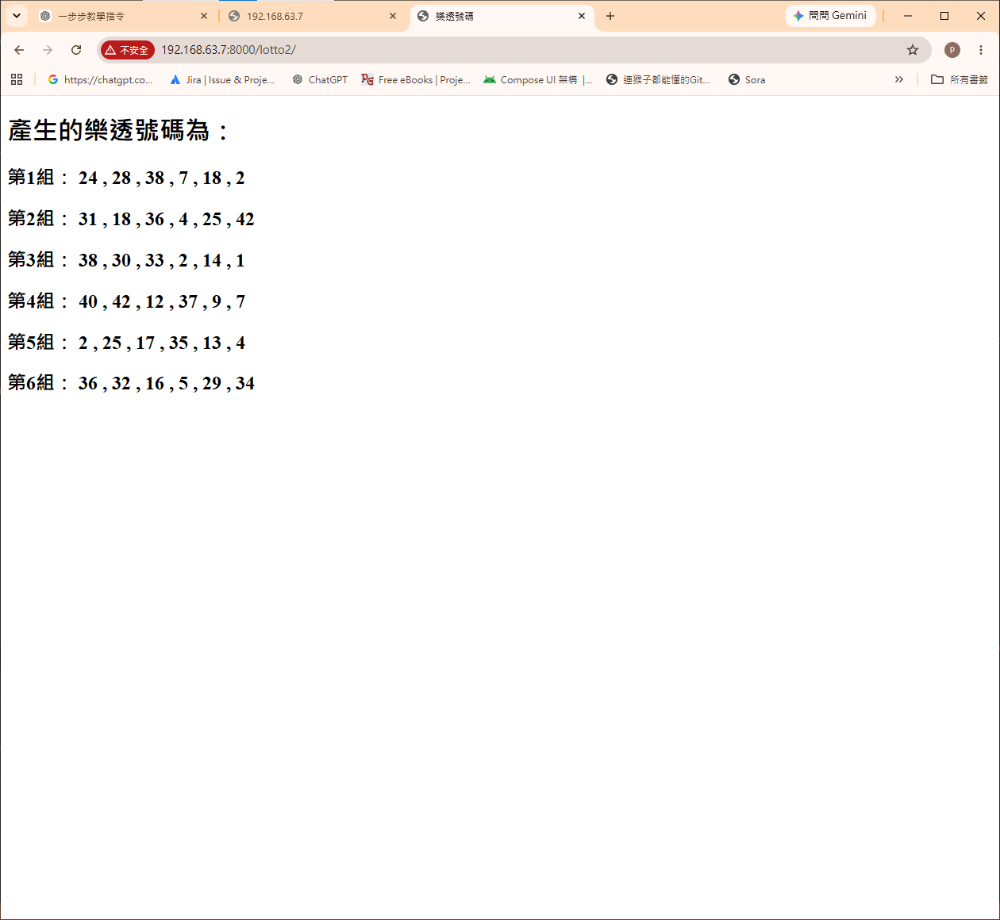 一步步教學指令
192.168.63.7
樂透號碼
問問 Gemini
不安全 192.168.63.7:8000/lotto2/
P
https://chatgpt.co...
Jira | Issue & Proje...
ChatGPT
Free eBooks | Proje...
Compose UI 架構 |...
連猴子都能懂的Git...
Sora
所有書籤
產生的樂透號碼為：
第1組： 24 , 28 , 38 , 7 , 18 , 2
第2組： 31 , 18 , 36 , 4 , 25 , 42
第3組： 38 , 30 , 33 , 2 , 14 , 1
第4組： 40 , 42 , 12 , 37 , 9 , 7
第5組： 2 , 25 , 17 , 35 , 13 , 4
第6組： 36 , 32 , 16 , 5 , 29 , 34